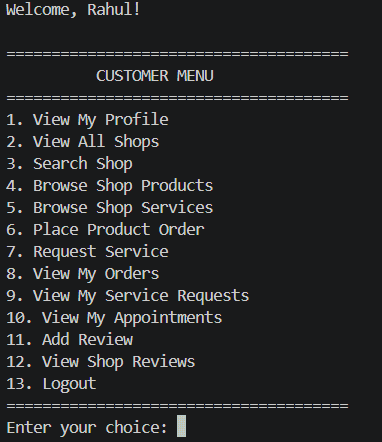 Welcome, Rahul!
======================================
CUSTOMER MENU
======================================
1. View My Profile
2. View All Shops
3. Search Shop
4. Browse Shop Products
5. Browse Shop Services
6. Place Product Order
7. Request Service
8. View My Orders
9. View My Service Requests
10. View My Appointments
11. Add Review
12. View Shop Reviews
13. Logout
======================================
Enter your choice: